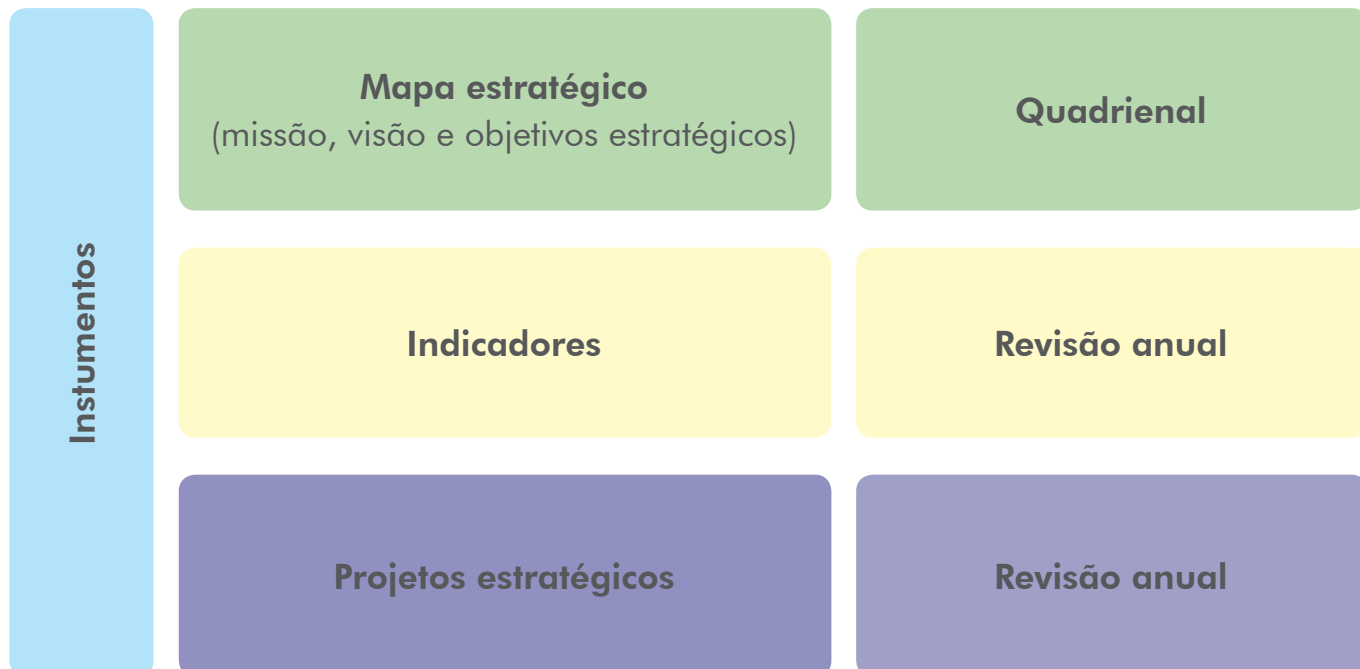 Instumentos
Mapa estratégico
(missão, visão e objetivos estratégicos)
Quadrienal
Indicadores
Revisão anual
Projetos estratégicos
Revisão anual